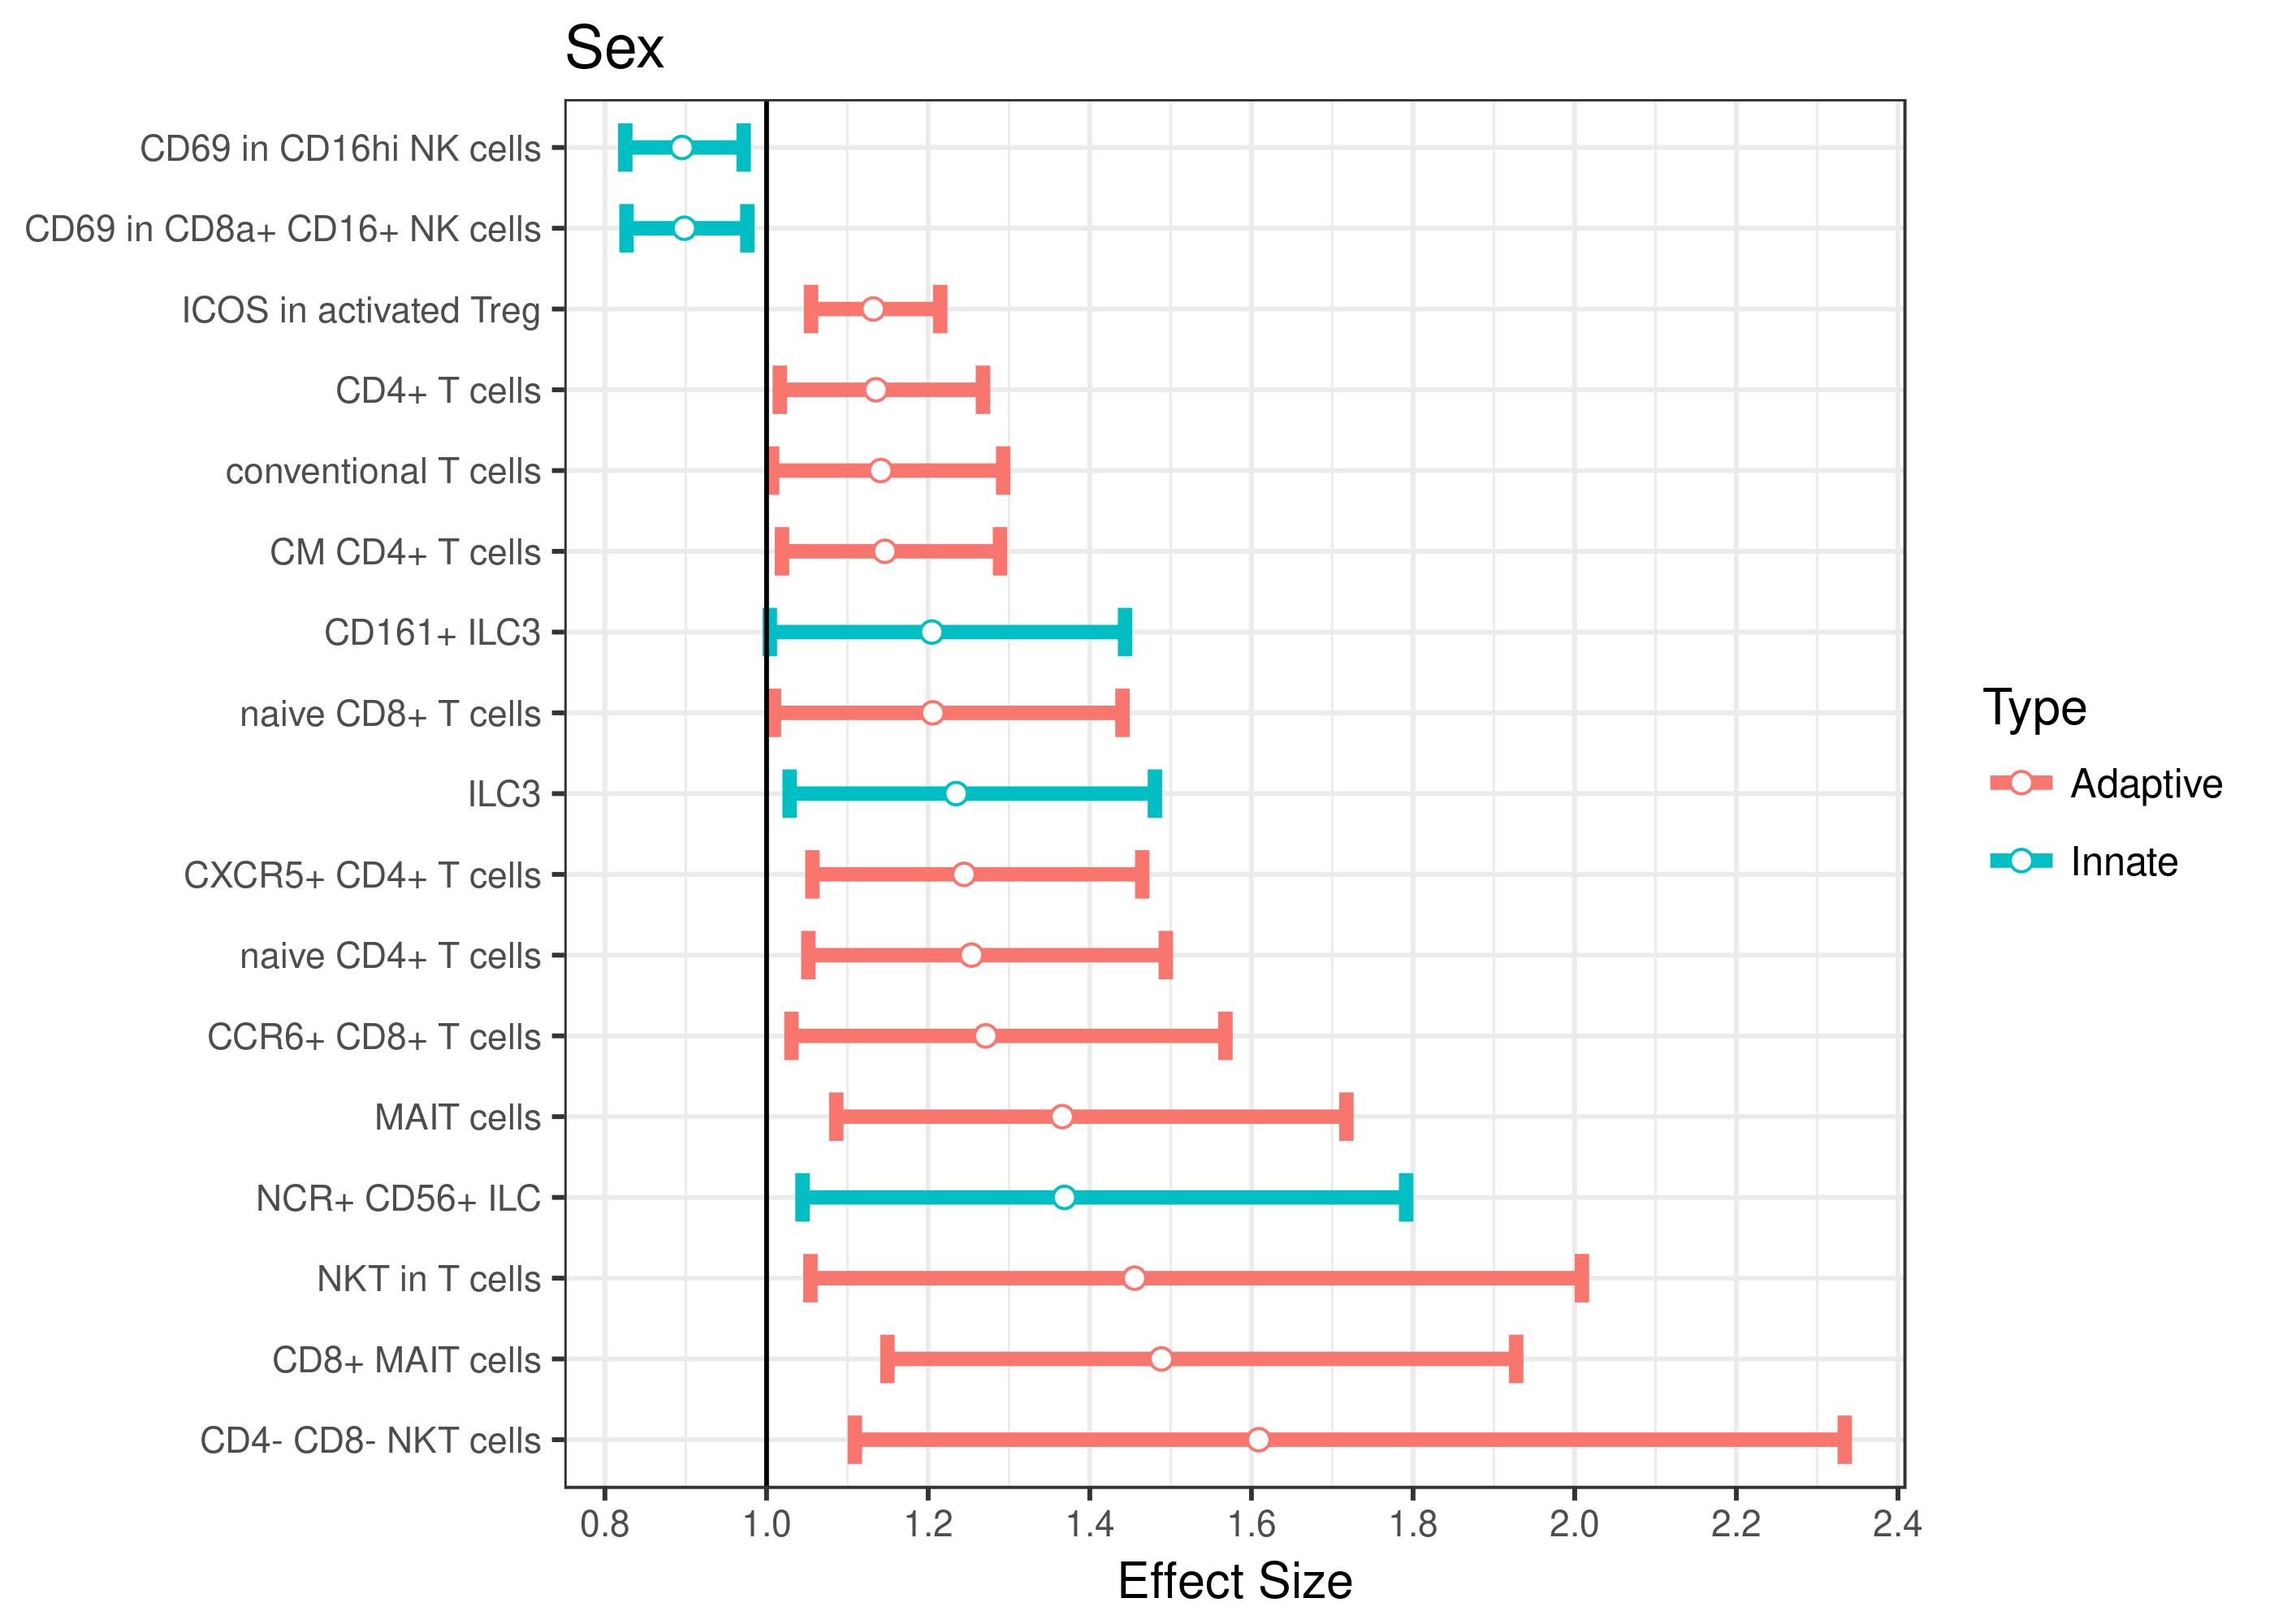 Sex
CD69 in CD16hi NK cells
CD69 in CD8a+ CD16+ NK cells
ICOS in activated Treg
CD4+ T cells
conventional T cells
CM CD4+ T cells
CD161+ ILC3
naive CD8+ T cells
ILC3
CXCR5+ CD4+ T cells
naive CD4+ T cells
CCR6+ CD8+ T cells
MAIT cells
NCR+ CD56+ ILC
NKT in T cells
CD8+ MAIT cells
CD4- CD8- NKT cells
0.8 1.0 1.2 1.4 1.6 1.8 2.0 2.2 2.4
Effect Size
Type
Adaptive
Innate